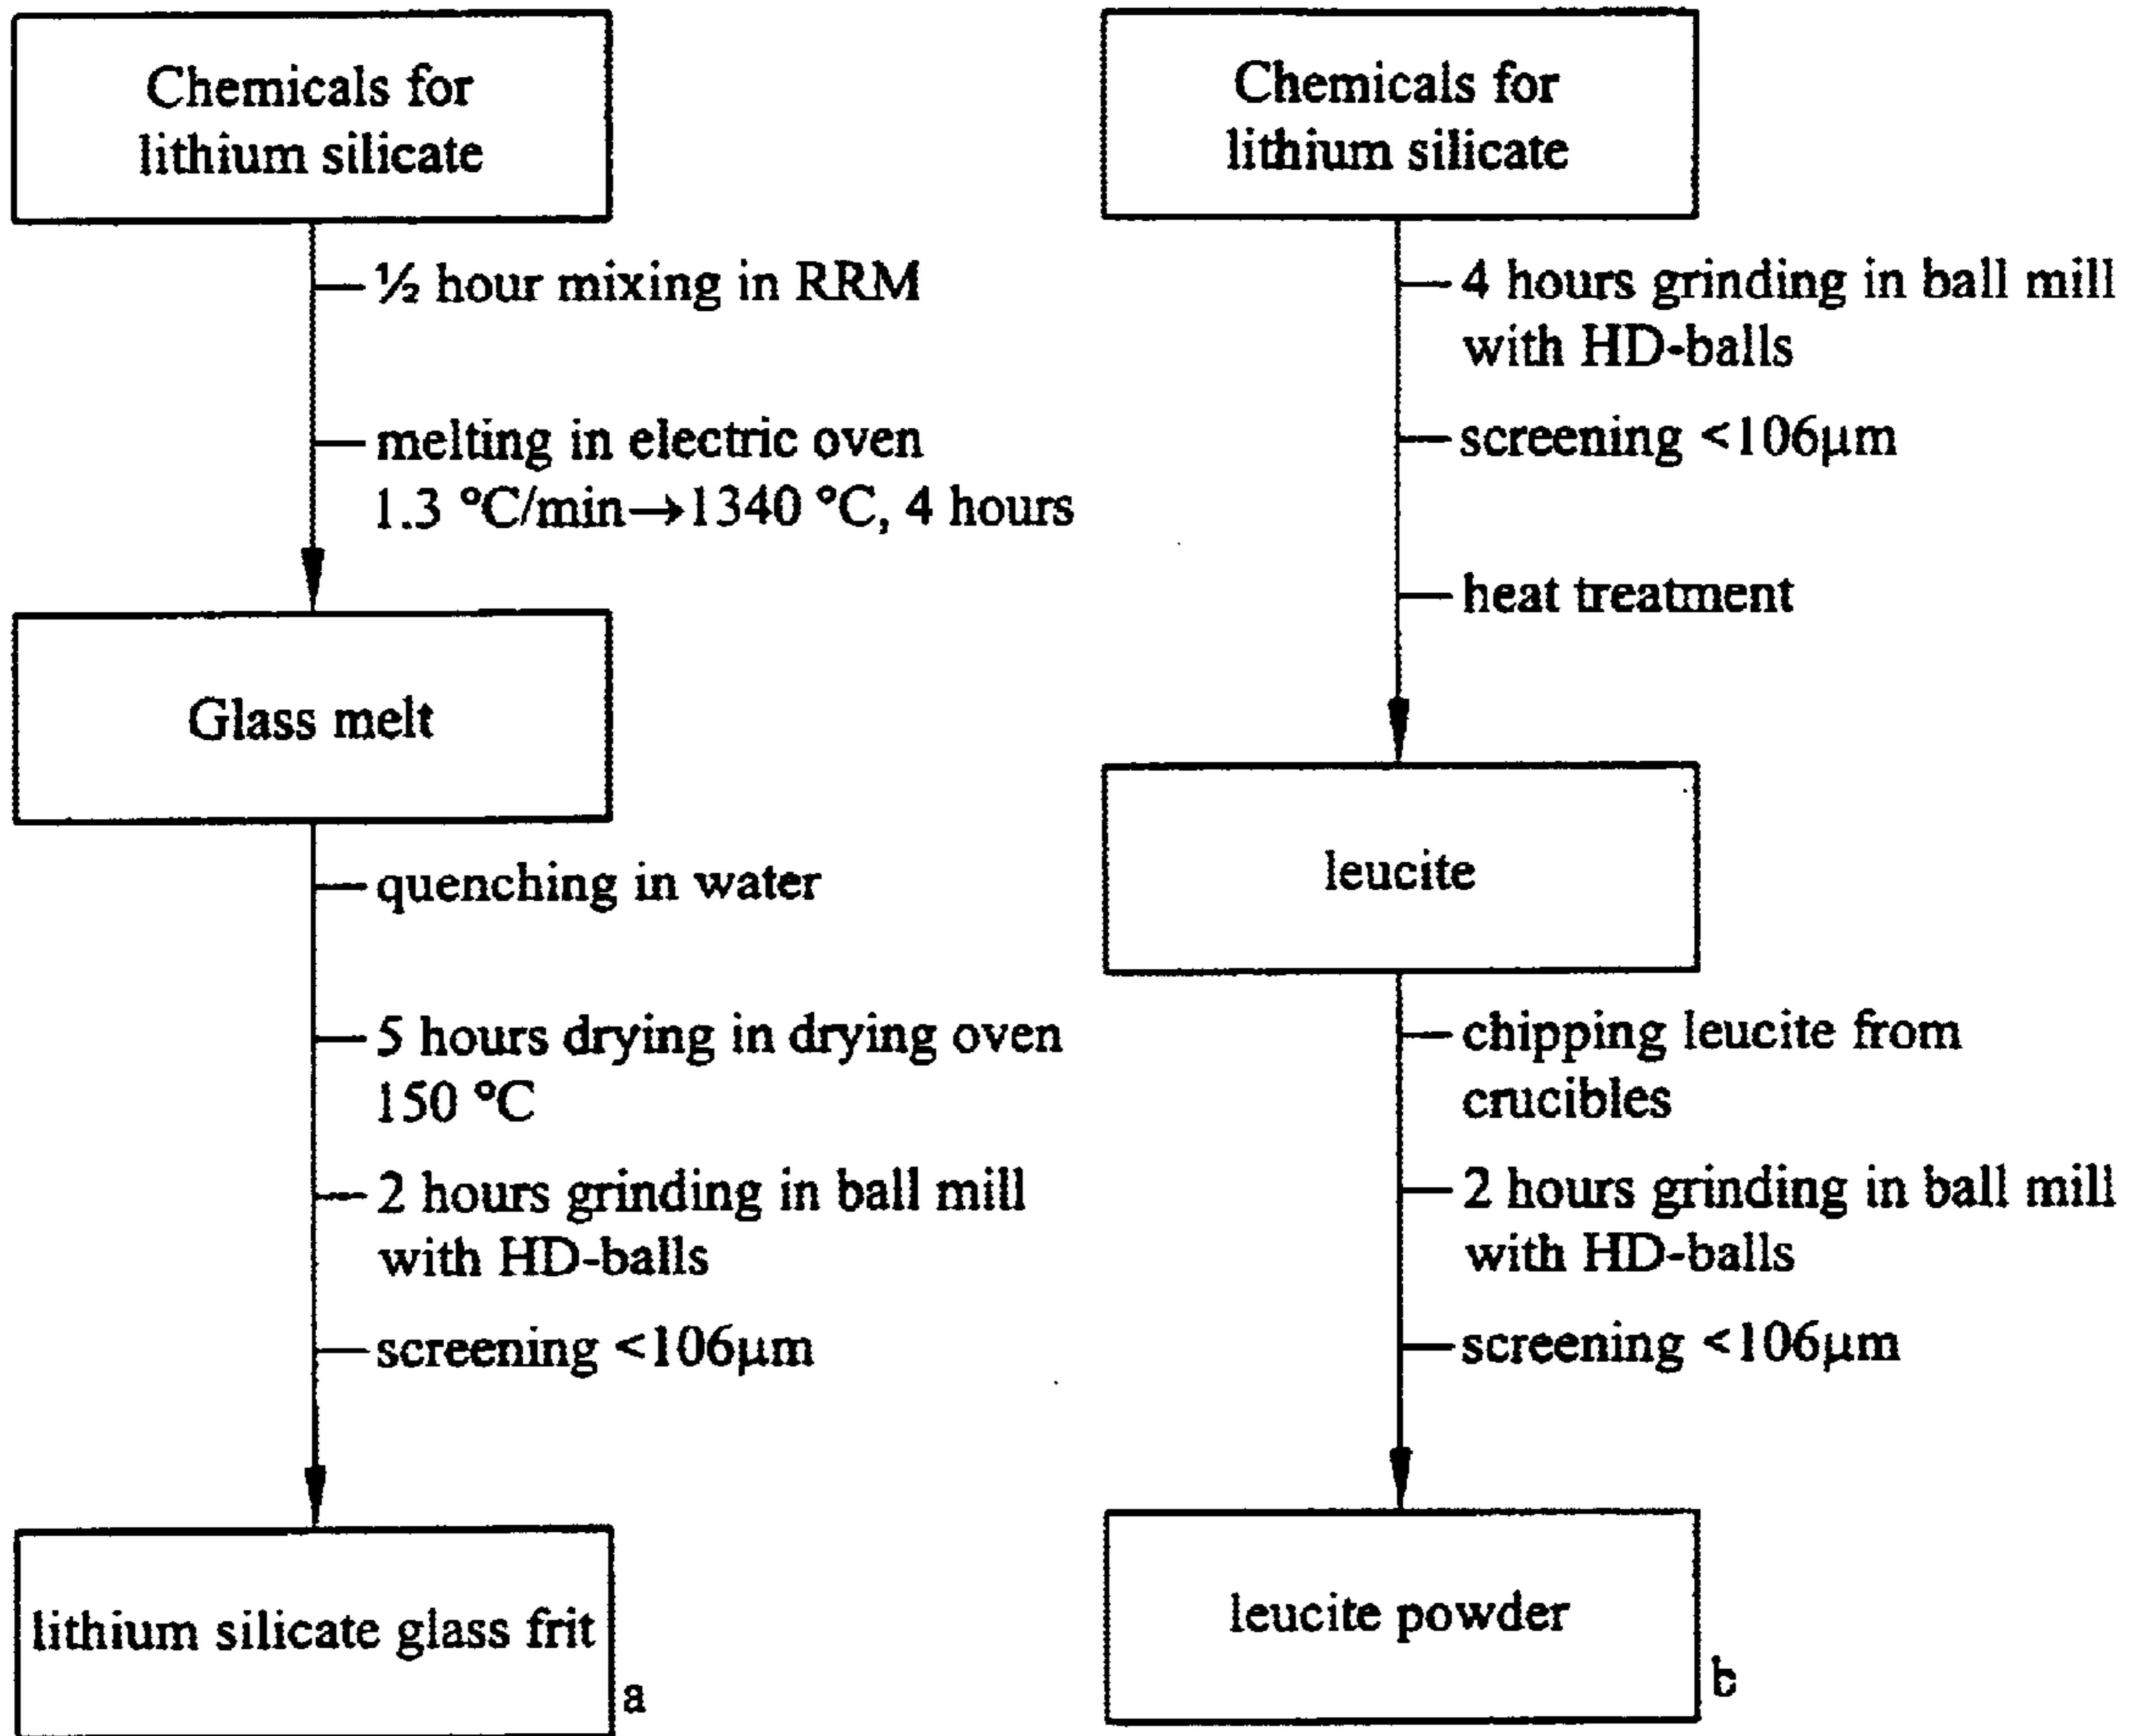 Chemicals for
lithium silicate
½ hour mixing in RRM
melting in electric oven
1.3 °C/min→1340 °C, 4 hours
Glass melt
quenching in water
5 hours drying in drying oven
150 °C
2 hours grinding in ball mill
with HD-balls
screening <106μm
lithium silicate glass frit
a
Chemicals for
lithium silicate
4 hours grinding in ball mill
with HD-balls
screening <106μm
heat treatment
leucite
chipping leucite from
crucibles
2 hours grinding in ball mill
with HD-balls
screening <106μm
leucite powder
b